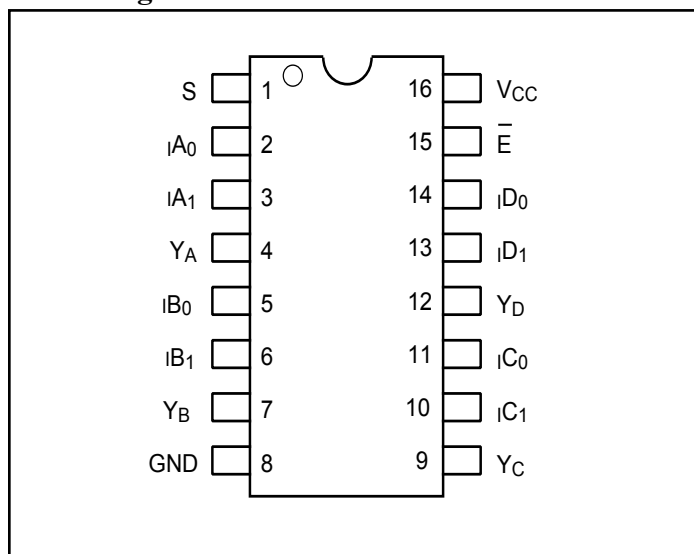 g
S 1 16 VCC
IA0 2 15 E̅
IA1 3 14 ID0
YA 4 13 ID1
IB0 5 12 YD
IB1 6 11 IC0
YB 7 10 IC1
GND 8 9 YC